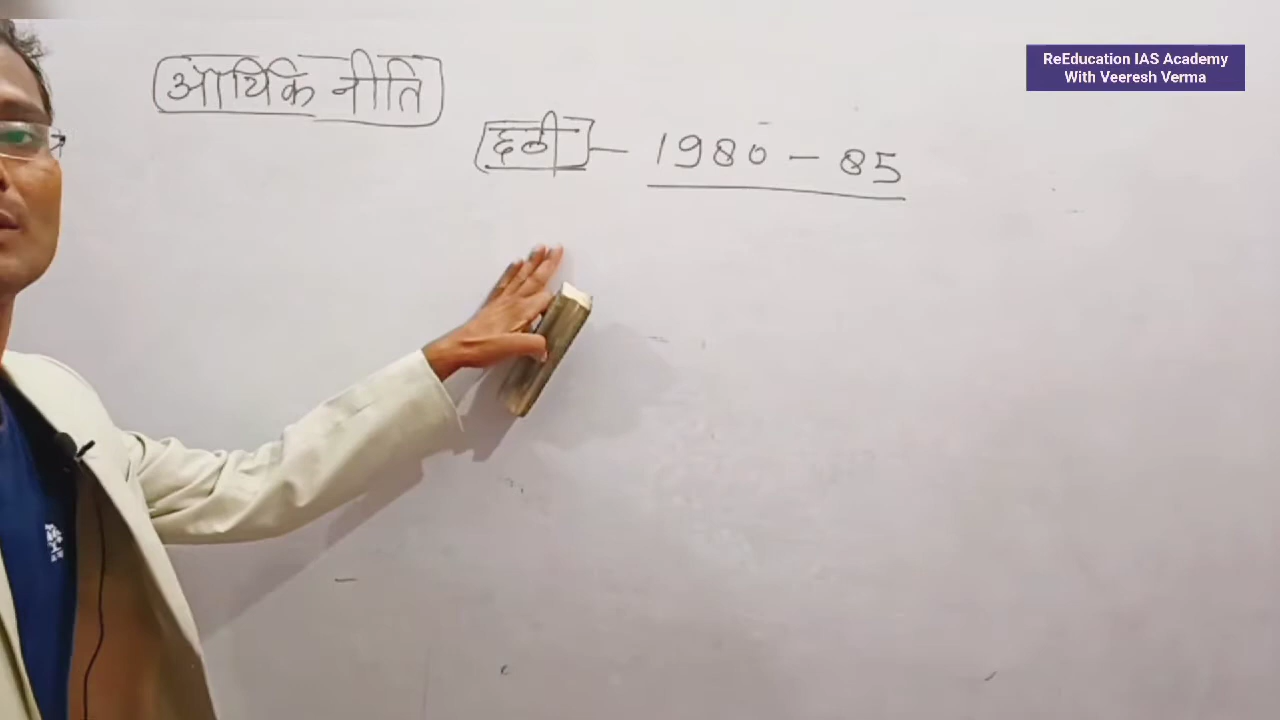 आर्थिक नीति
छठी — 1980 - 85
ReEducation IAS Academy
With Veeresh Verma